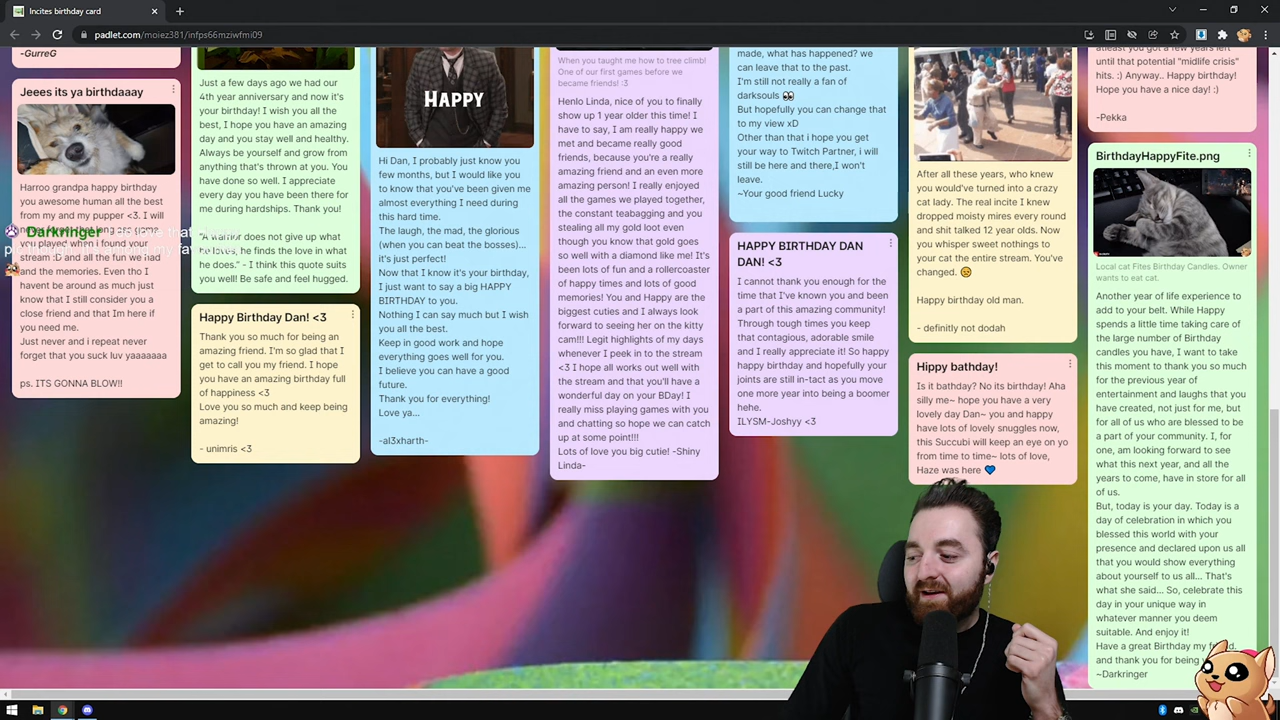 Incites birthday card
padlet.com/moiez381/infps66mziwfmi09
-GurreG
Jeees its ya birthdaaay
Harroo grandpa happy birthday
you awesome human all the best
from my and my pupper <3. I will
we played when I found your
stream :D and all the fun we had
and the memories. Even tho I
havent be around as much just
know that I still consider you a
close friend and that Im here if
you need me.
Just never and i repeat never
forget that you suck luv yaaaaaaa
ps. ITS GONNA BLOW!!
Darkringer
Just a few days ago we had our
4th year anniversary and now it's
your birthday! I wish you all the
best, I hope you have an amazing
day and you stay well and healthy.
Always be yourself and grow from
anything that's thrown at you. You
have done so well. I appreciate
every day you have been there for
me during hardships. Thank you!
"A warrior does not give up what
he loves, he finds the love in what
he does." - I think this quote suits
you well! Be safe and feel hugged.
Happy Birthday Dan! <3
Thank you so much for being an
amazing friend. I'm so glad that I
get to call you my friend. I hope
you have an amazing birthday full
of happiness <3
Love you so much and keep being
amazing!
- unimris <3
HAPPY
Hi Dan, I probably just know you
few months, but I would like you
to know that you've been given me
almost everything I need during
this hard time.
The laugh, the mad, the glorious
(when you can beat the bosses)...
it's just perfect!
Now that I know it's your birthday,
I just want to say a big HAPPY
BIRTHDAY to you.
Nothing I can say much but I wish
you all the best.
Keep in good work and hope
everything goes well for you.
I believe you can have a good
future.
Thank you for everything!
Love ya...
-al3xharth-
When you taught me how to tree climb!
One of our first games before we
became friends! :3
Henlo Linda, nice of you to finally
show up 1 year older this time! I
have to say, I am really happy we
met and became really good
friends, because you're a really
amazing friend and an even more
amazing person! I really enjoyed
all the games we played together,
the constant teabagging and you
stealing all my gold loot even
though you know that gold goes
so well with a diamond like me! It's
been lots of fun and a rollercoaster
of happy times and lots of good
memories! You and Happy are the
biggest cuties and I always look
forward to seeing her on the kitty
cam!!! Legit highlights of my days
whenever I peek in to the stream
<3 I hope all works out well with
the stream and that you'll have a
wonderful day on your BDay! I
really miss playing games with you
and chatting so hope we can catch
up at some point!!!
Lots of love you big cutie! -Shiny
Linda-
made, what has happened? we
can leave that to the past.
I'm still not really a fan of
darksouls 👀
But hopefully you can change that
to my view xD
Other than that i hope you get
your way to Twitch Partner, i will
still be here and there,I won't
leave.
~Your good friend Lucky
HAPPY BIRTHDAY DAN
DAN! <3
I cannot thank you enough for the
time that I've known you and been
a part of this amazing community!
Through tough times you keep
that contagious, adorable smile
and I really appreciate it! So happy
happy birthday and hopefully your
joints are still in-tact as you move
one more year into being a boomer
hehe.
ILYSM-Joshyy <3
After all these years, who knew
you would've turned into a crazy
cat lady. The real incite I knew
dropped moisty mires every round
and shit talked 12 year olds. Now
you whisper sweet nothings to
your cat the entire stream. You've
changed. 😥
Happy birthday old man.
- definitly not dodah
Hippy bathday!
Is it bathday? No its birthday! Aha
silly me~ hope you have a very
lovely day Dan~ you and happy
have lots of lovely snuggles now,
this Succubi will keep an eye on yo
from time to time~ lots of love,
Haze was here 💙
atleast you got a few years left
until that potential "midlife crisis"
hits. :) Anyway.. Happy birthday!
Hope you have a nice day! :)
-Pekka
BirthdayHappyFite.png
Local cat Fites Birthday Candles. Owner
wants to eat cat.
Another year of life experience to
add to your belt. While Happy
spends a little time taking care of
the large number of Birthday
candles you have, I want to take
this moment to thank you so much
for the previous year of
entertainment and laughs that you
have created, not just for me, but
for all of us who are blessed to be
a part of your community. I, for
one, am looking forward to see
what this next year, and all the
years to come, have in store for all
of us.
But, today is your day. Today is a
day of celebration in which you
blessed this world with your
presence and declared upon us all
that you would show everything
about yourself to us all... That's
what she said... So, celebrate this
day in your unique way in
whatever manner you deem
suitable. And enjoy it!
Have a great Birthday my
and thank you for being
~Darkringer